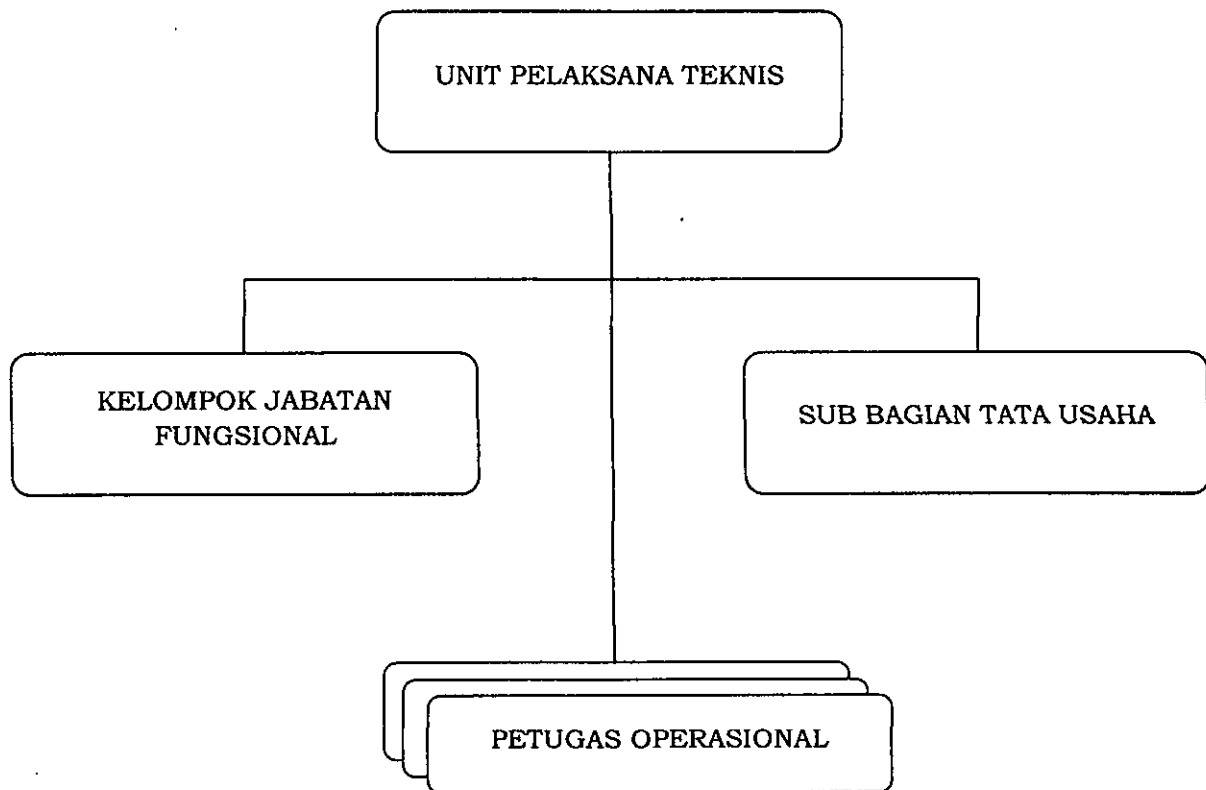 UNIT PELAKSANA TEKNIS
KELOMPOK JABATAN
FUNGSIONAL
SUB BAGIAN TATA USAHA
PETUGAS OPERASIONAL